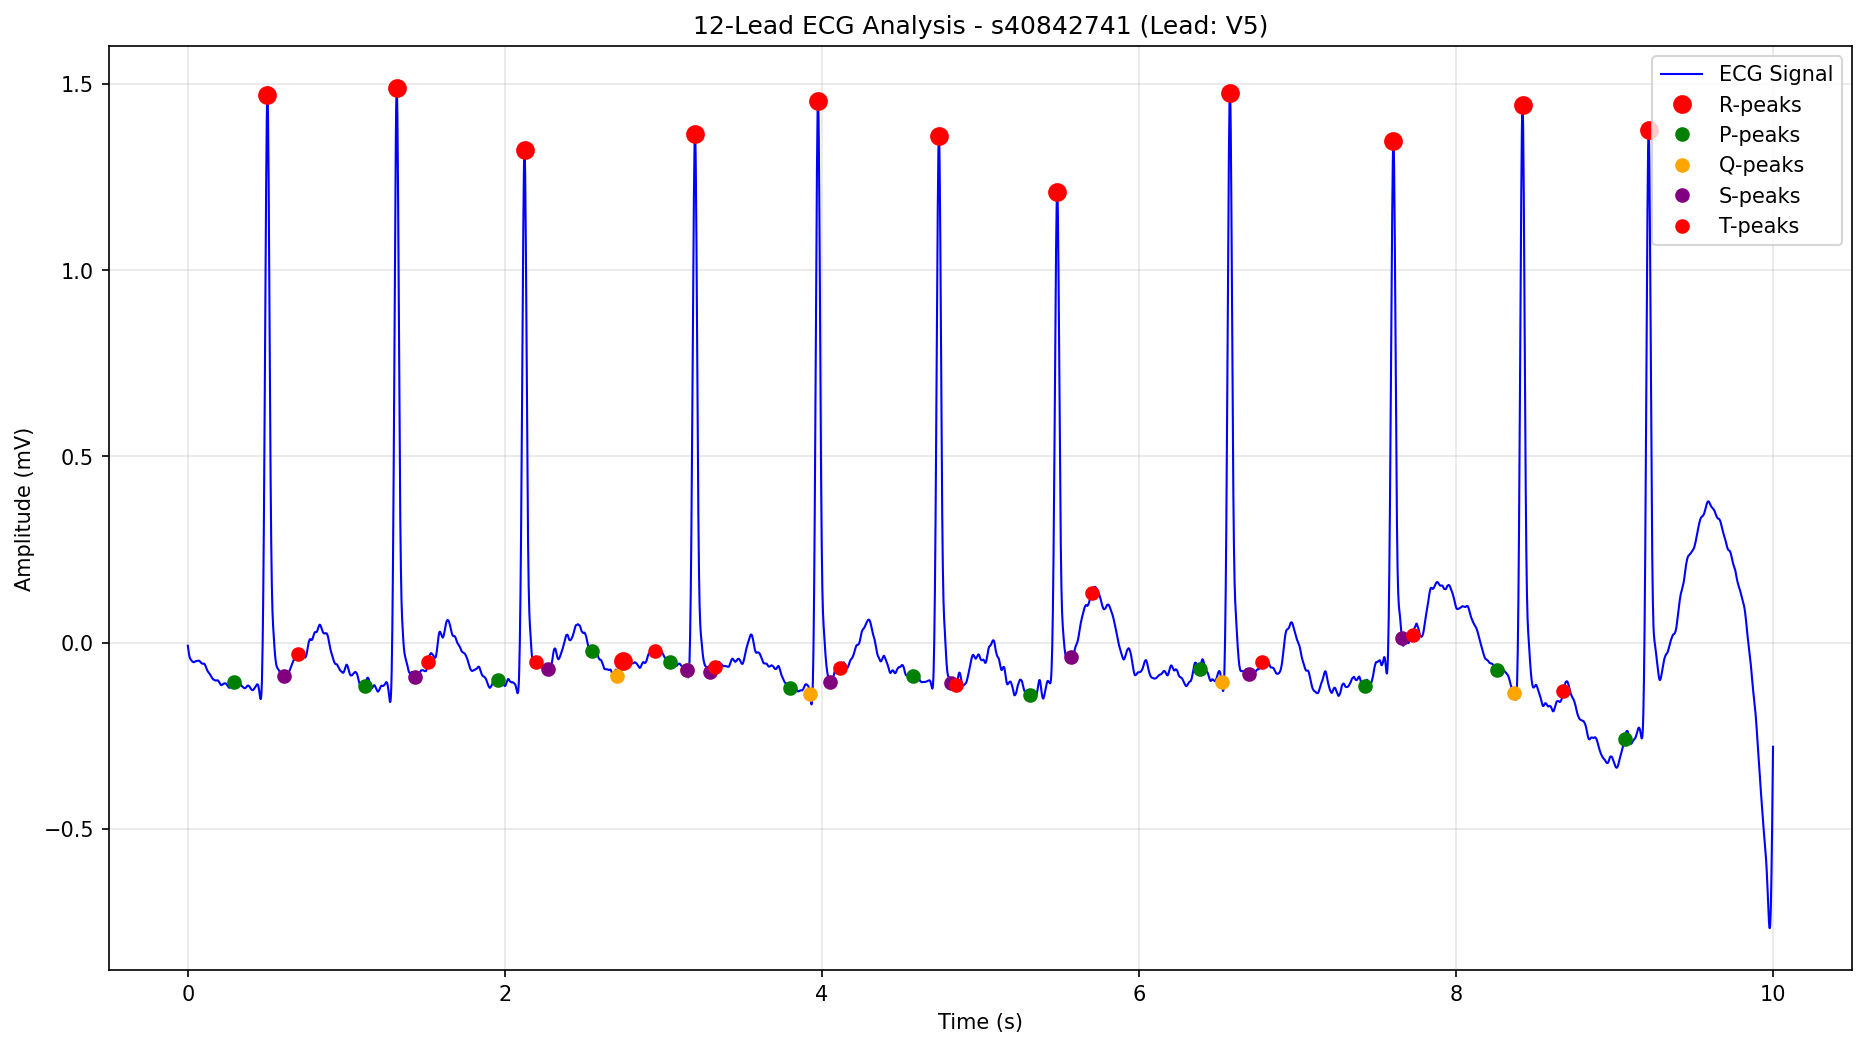 12-Lead ECG Analysis - s40842741 (Lead: V5)
ECG Signal
R-peaks
P-peaks
Q-peaks
S-peaks
T-peaks
Amplitude (mV)
1.5
1.0
0.5
0.0
−0.5
0 2 4 6 8 10
Time (s)